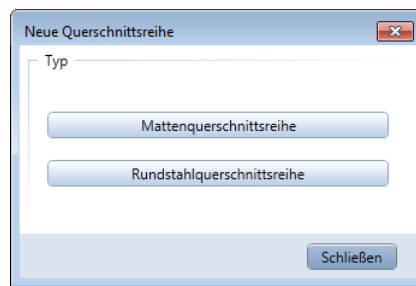 Neue Querschnittsreihe
Typ
Mattenquerschnittsreihe
Rundstahlquerschnittsreihe
Schließen